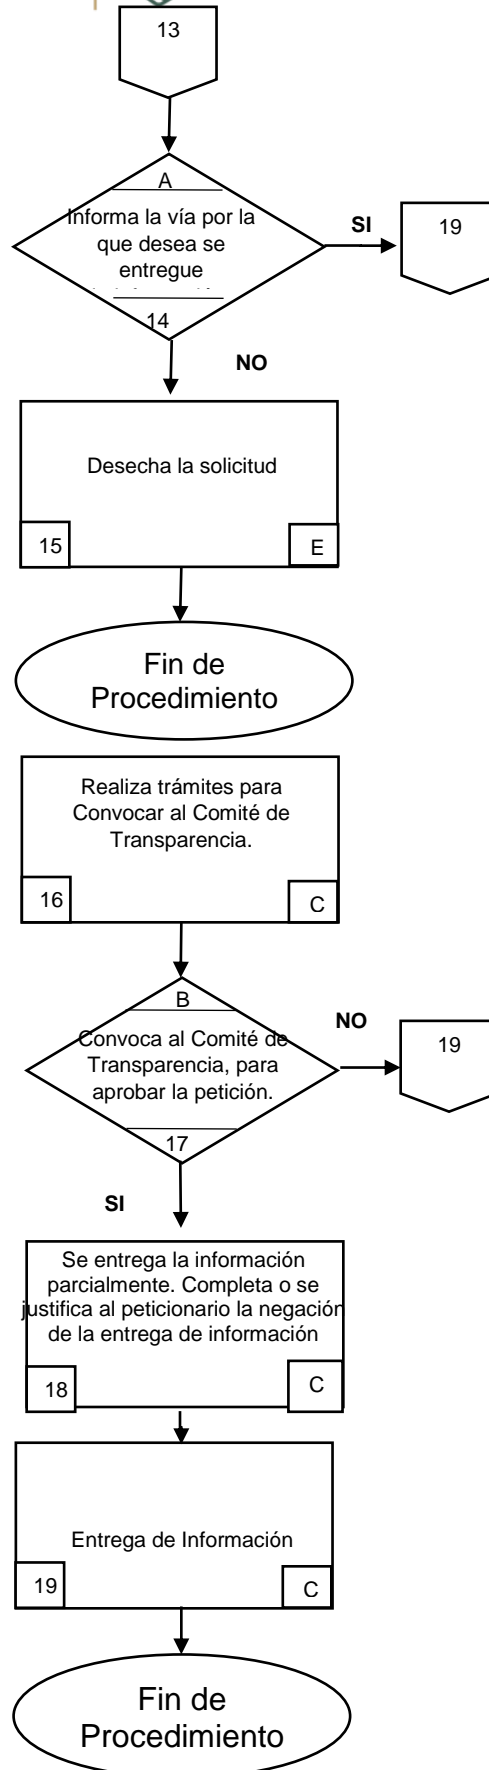 13
A
Informa la vía por la
que desea se
entregue
14
SI
19
NO
Desecha la solicitud
15
E
Fin de
Procedimiento
Realiza trámites para
Convocar al Comité de
Transparencia.
16
C
B
Convoca al Comité de
Transparencia, para
aprobar la petición.
17
NO
19
SI
Se entrega la información
parcialmente. Completa o se
justifica al peticionario la negación
de la entrega de información
18
C
Entrega de Información
19
C
Fin de
Procedimiento